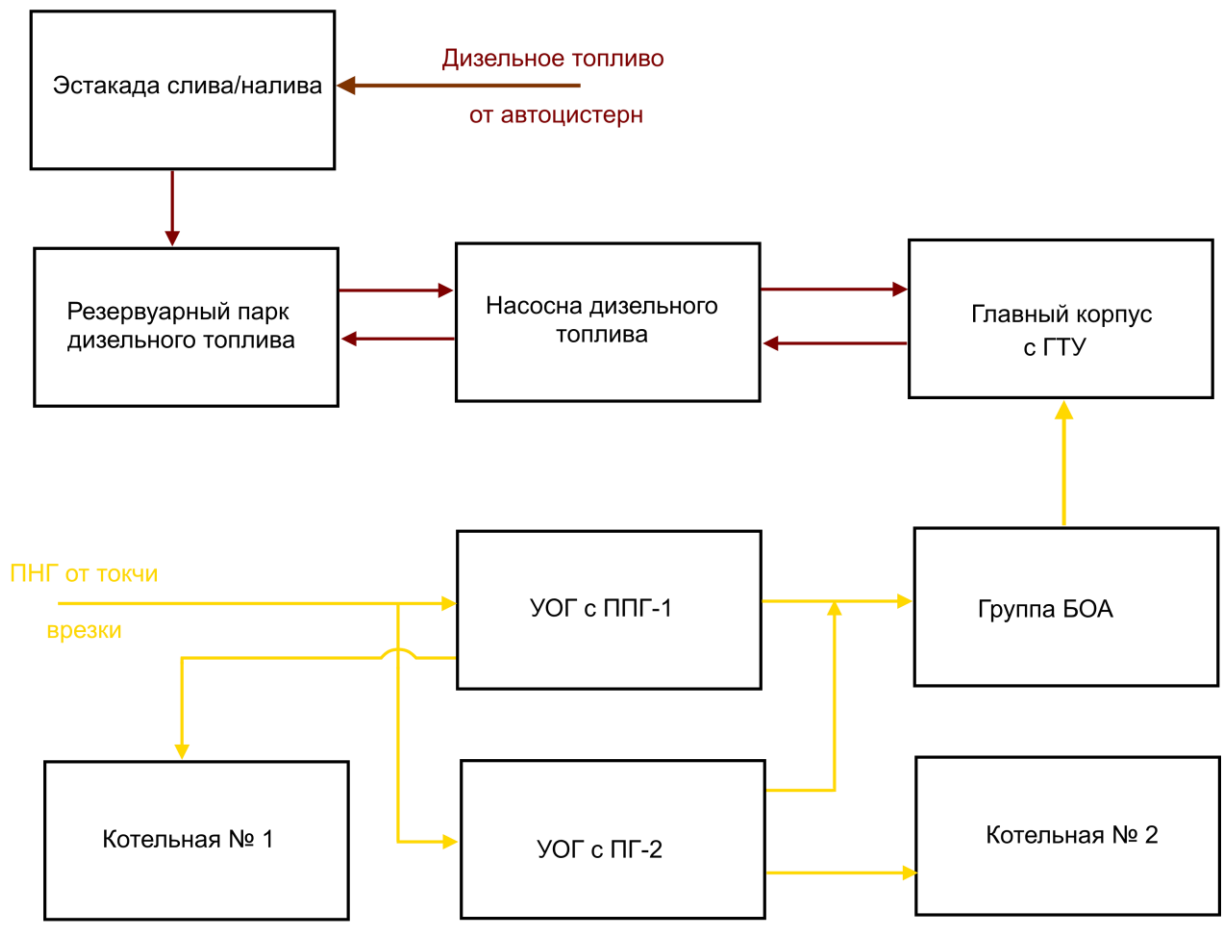 Дизельное топливо
Эстакада слива/налива
от автоцистерн
Резервуарный парк
дизельного топлива
Насосна дизельного
топлива
Главный корпус
с ГТУ
ПНГ от токчи
врезки
УОГ с ППГ-1
Группа БОА
Котельная № 1
УОГ с ПГ-2
Котельная № 2